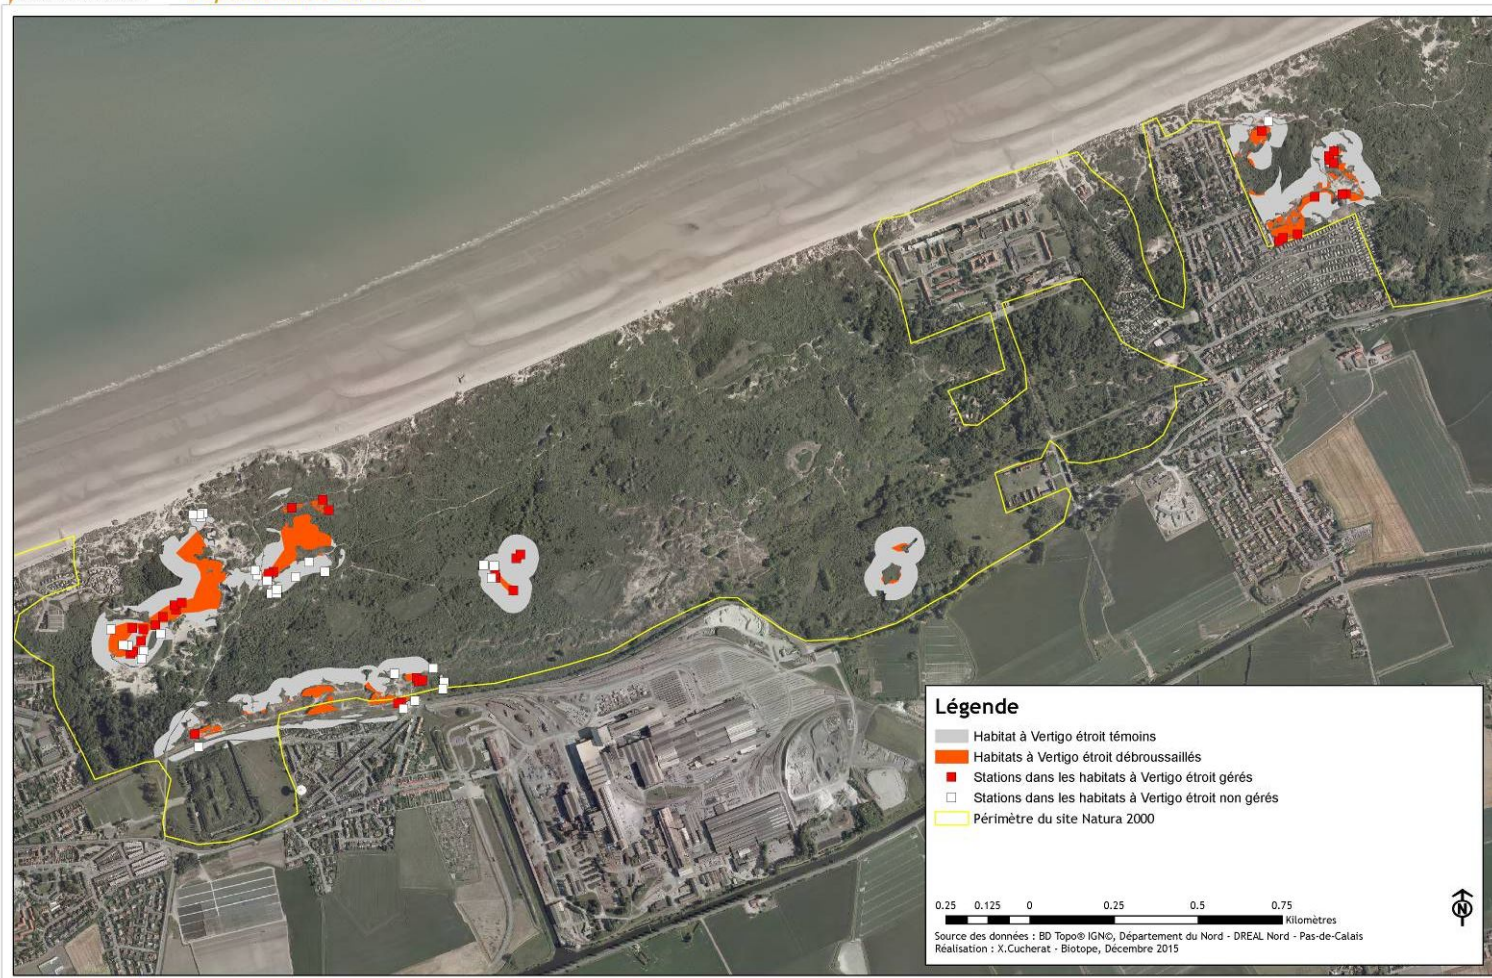 Légende
Habitat à Vertigo étroit témoins
Habitats à Vertigo étroit débroussaillés
Stations dans les habitats à Vertigo étroit gérés
Stations dans les habitats à Vertigo étroit non gérés
Périmètre du site Natura 2000
0.25 0.125 0 0.25 0.5 0.75
Kilomètres
N
Source des données : BD Topo® IGN©, Département du Nord - DREAL Nord - Pas-de-Calais
Réalisation : X.Cucherat - Biotope, Décembre 2015